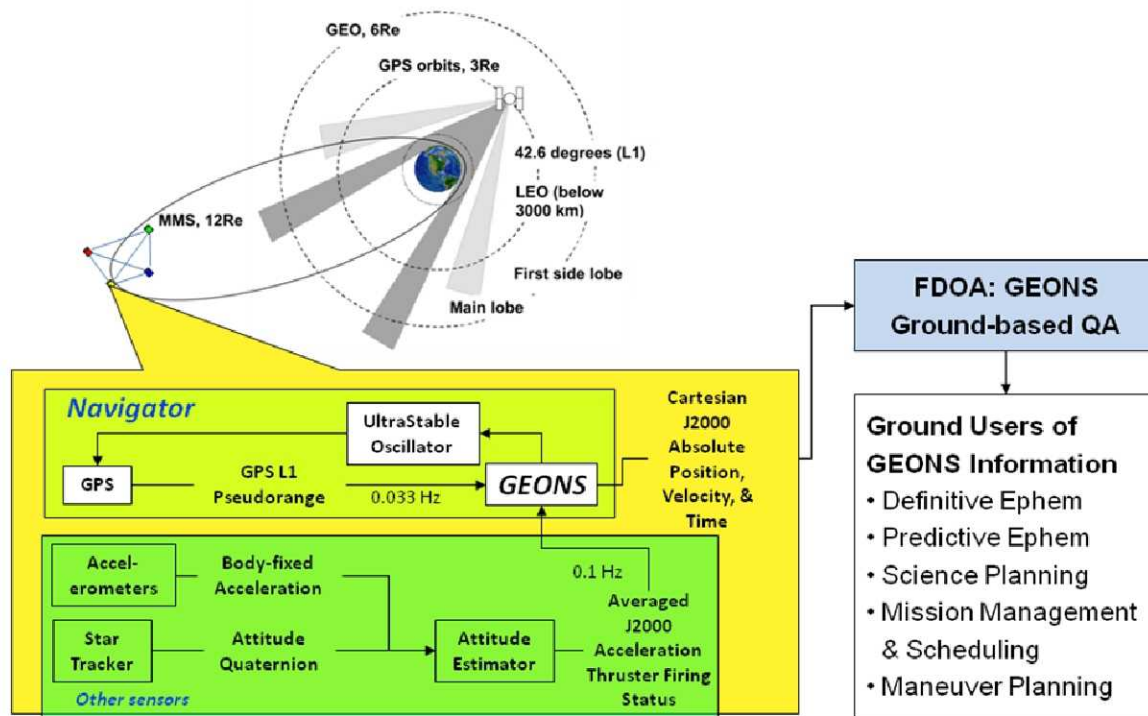 GEO, 6Re
GPS orbits, 3Re
42.6 degrees (L1)
LEO (below
3000 km)
MMS, 12Re
First side lobe
Main lobe
FDOA: GEONS
Ground-based QA
Navigator
UltraStable
Oscillator
GPS
GPS L1
Pseudorange
0.033 Hz
GEONS
Cartesian
J2000
Absolute
Position,
Velocity, &
Time
Accel-
erometers
Body-fixed
Acceleration
0.1 Hz
Averaged
J2000
Acceleration
Thruster Firing
Status
Star
Tracker
Attitude
Quaternion
Attitude
Estimator
Other sensors
Ground Users of
GEONS Information
• Definitive Ephem
• Predictive Ephem
• Science Planning
• Mission Management
& Scheduling
• Maneuver Planning